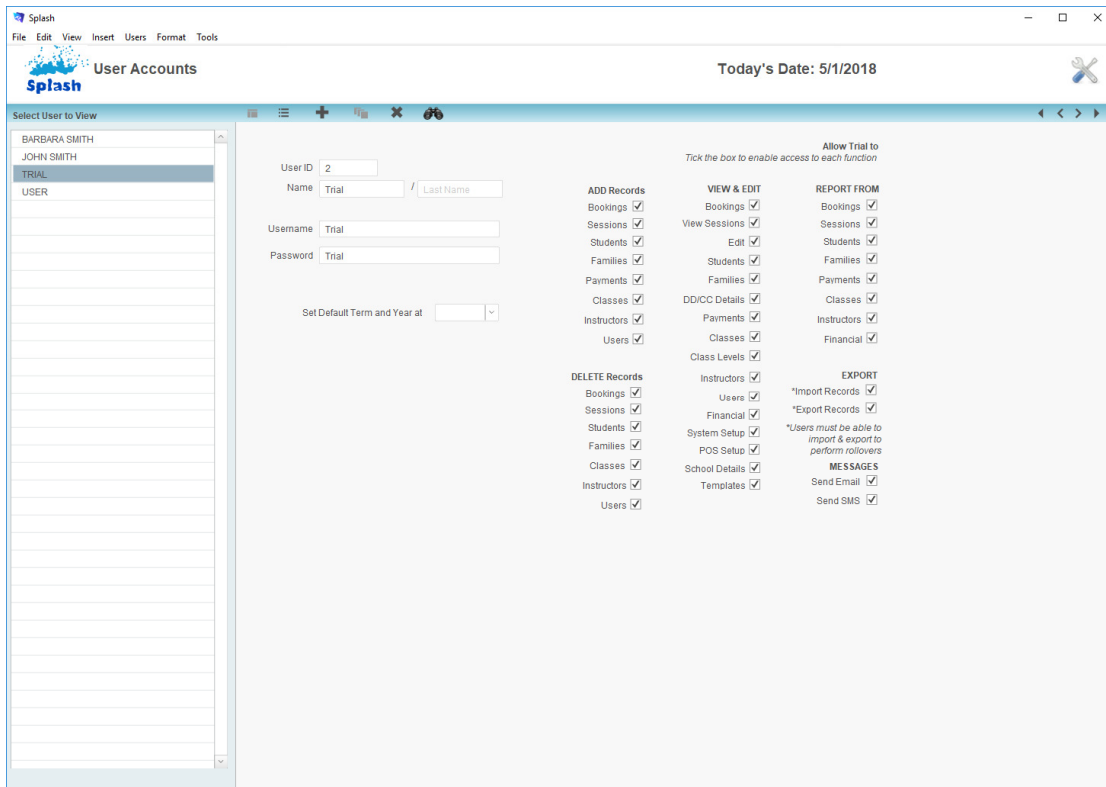 Splash
File Edit View Insert Users Format Tools
Splash
User Accounts
Today's Date: 5/1/2018
Select User to View
BARBARA SMITH
JOHN SMITH
TRIAL
USER
User ID 2
Name Trial / Last Name
Username Trial
Password Trial
Set Default Term and Year at
Allow Trial to
Tick the box to enable access to each function
ADD Records
Bookings
Sessions
Students
Families
Payments
Classes
Instructors
Users
DELETE Records
Bookings
Sessions
Students
Families
Classes
Instructors
Users
VIEW & EDIT
Bookings
View Sessions
Edit
Students
Families
DD/CC Details
Payments
Classes
Class Levels
Instructors
Users
Financial
System Setup
POS Setup
School Details
Templates
REPORT FROM
Bookings
Sessions
Students
Families
Payments
Classes
Instructors
Financial
EXPORT
*Import Records
*Export Records
*Users must be able to
import & export to
perform rollovers
MESSAGES
Send Email
Send SMS